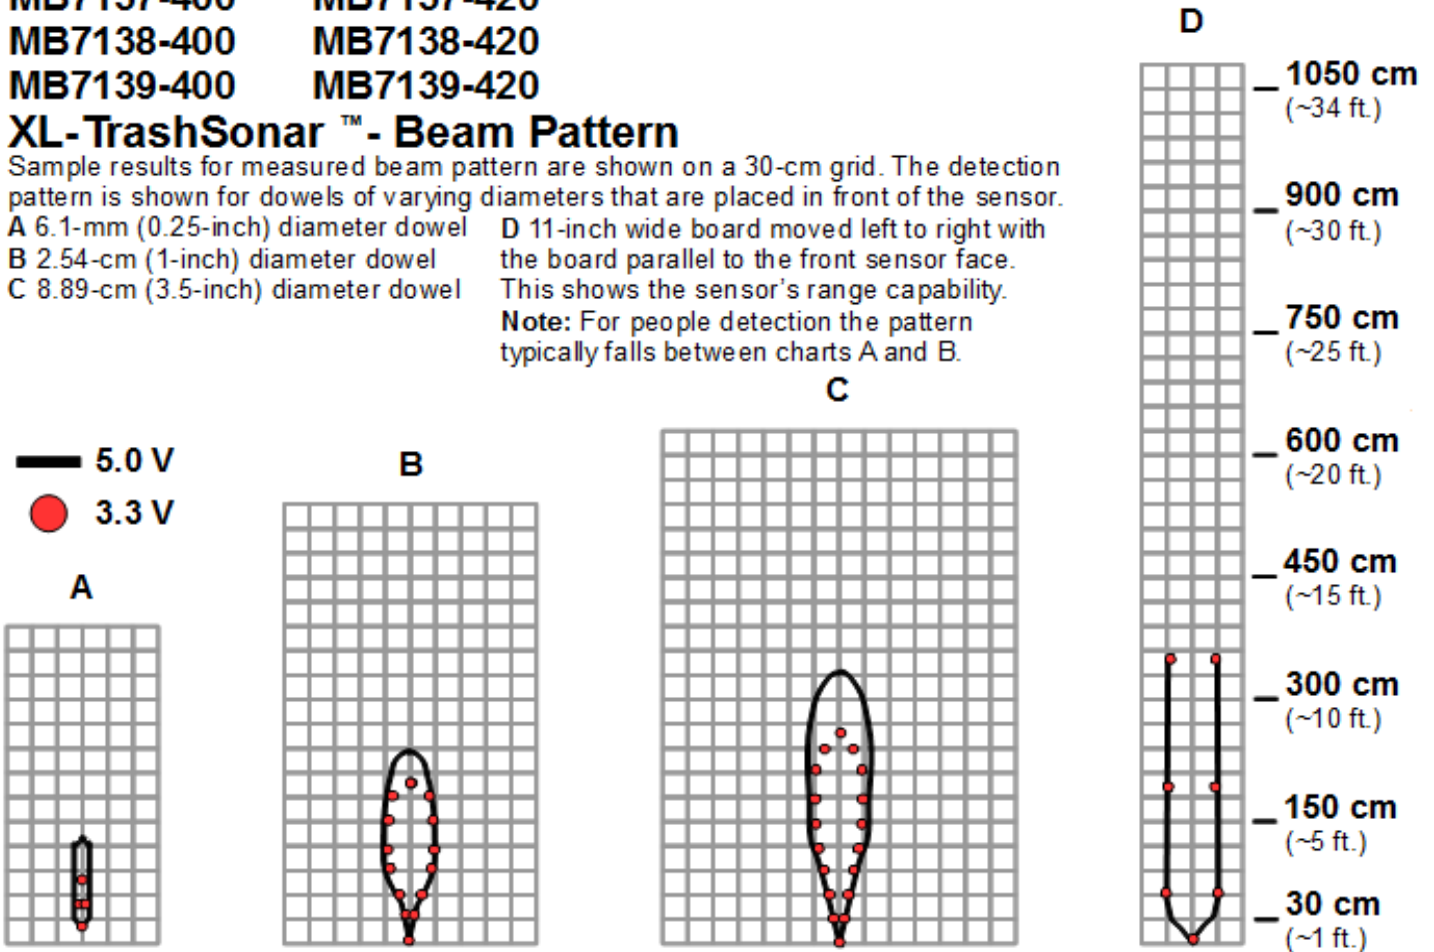 MB7137-400 MB7137-420
MB7138-400 MB7138-420
MB7139-400 MB7139-420
XL-TrashSonar ™- Beam Pattern
Sample results for measured beam pattern are shown on a 30-cm grid. The detection
pattern is shown for dowels of varying diameters that are placed in front of the sensor.
A 6.1-mm (0.25-inch) diameter dowel
B 2.54-cm (1-inch) diameter dowel
C 8.89-cm (3.5-inch) diameter dowel
D 11-inch wide board moved left to right with
the board parallel to the front sensor face.
This shows the sensor's range capability.
Note: For people detection the pattern
typically falls between charts A and B.
5.0 V
3.3 V
A
B
C
D
1050 cm
(~34 ft.)
900 cm
(~30 ft.)
750 cm
(~25 ft.)
600 cm
(~20 ft.)
450 cm
(~15 ft.)
300 cm
(~10 ft.)
150 cm
(~5 ft.)
30 cm
(~1 ft.)